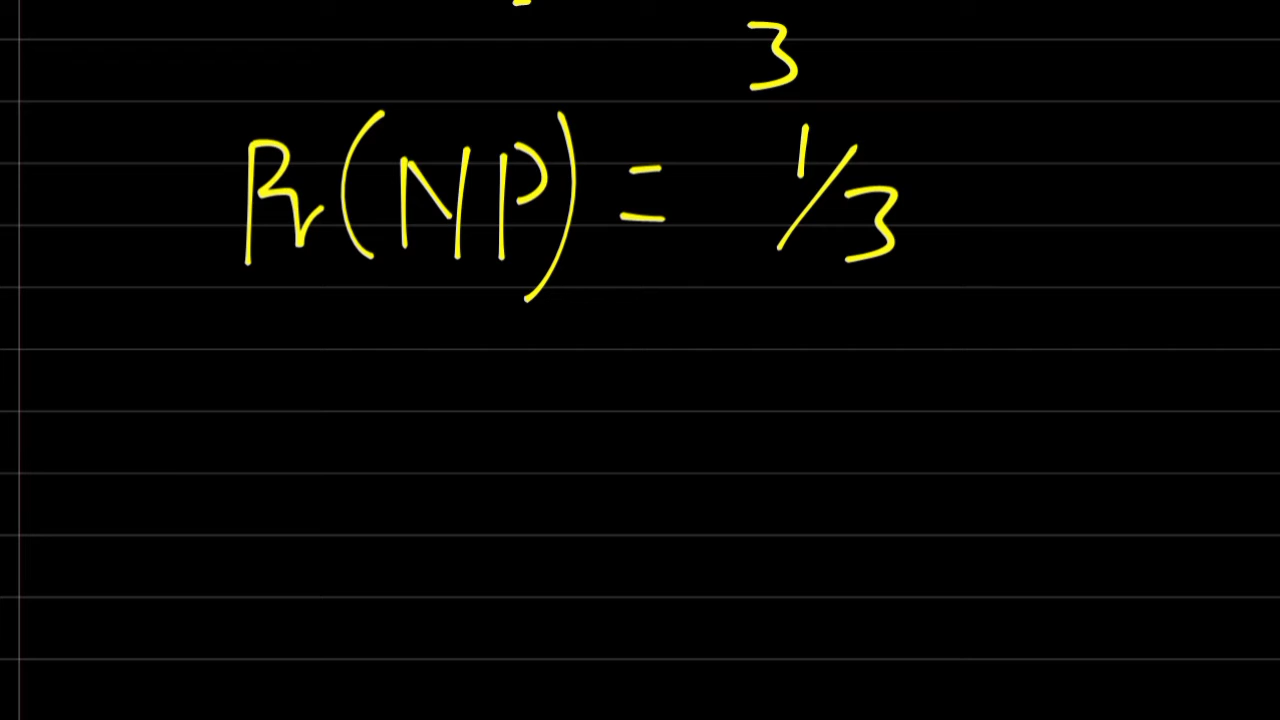 3
Pr(NP) = 1/3